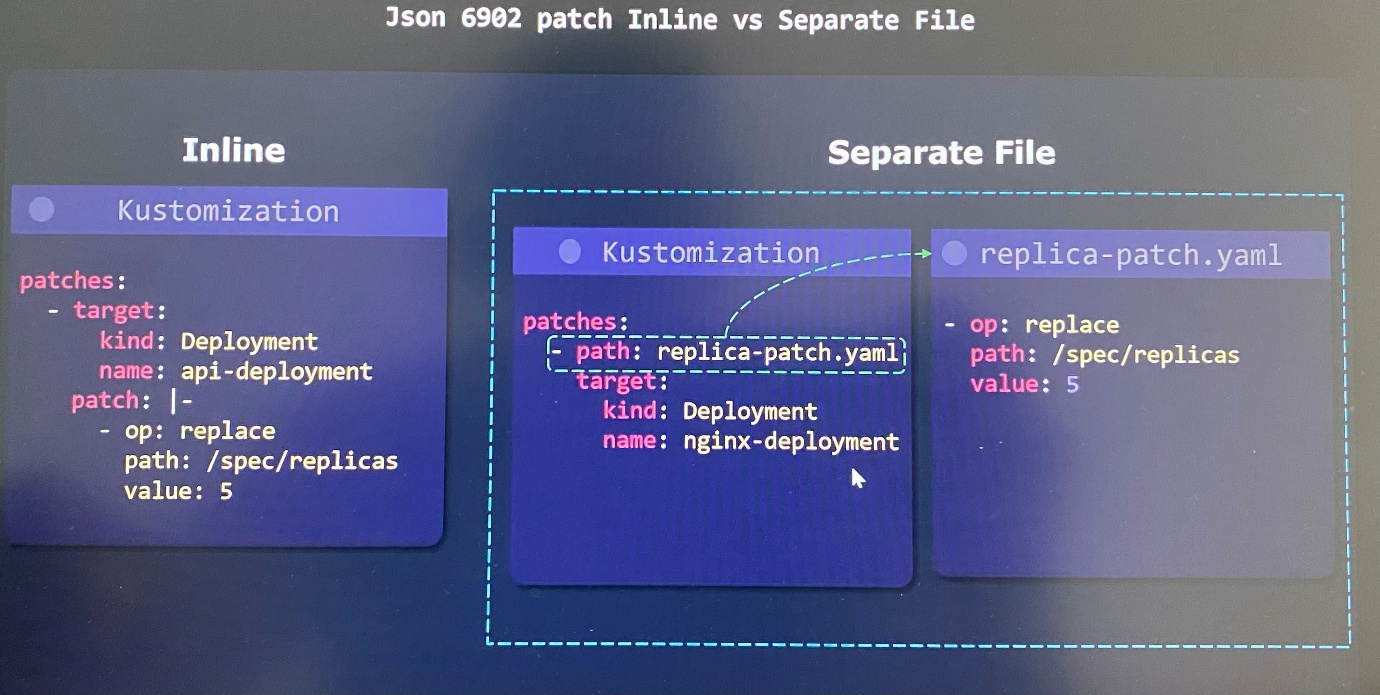 Json 6902 patch Inline vs Separate File
Inline
Kustomization
patches:
  - target:
      kind: Deployment
      name: api-deployment
    patch: |-
      - op: replace
        path: /spec/replicas
        value: 5
Separate File
Kustomization
patches:
  - path: replica-patch.yaml
    target:
      kind: Deployment
      name: nginx-deployment
replica-patch.yaml
- op: replace
  path: /spec/replicas
  value: 5